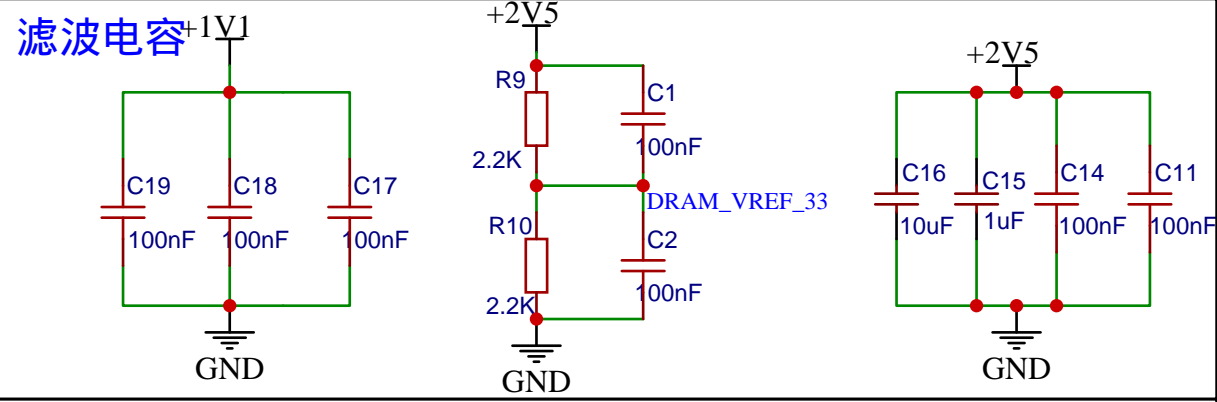 滤波电容
+1V1
C19
100nF
C18
100nF
C17
100nF
GND
+2V5
R9
2.2K
C1
100nF
DRAM_VREF_33
R10
2.2K
C2
100nF
GND
+2V5
C16
10uF
C15
1uF
C14
100nF
C11
100nF
GND